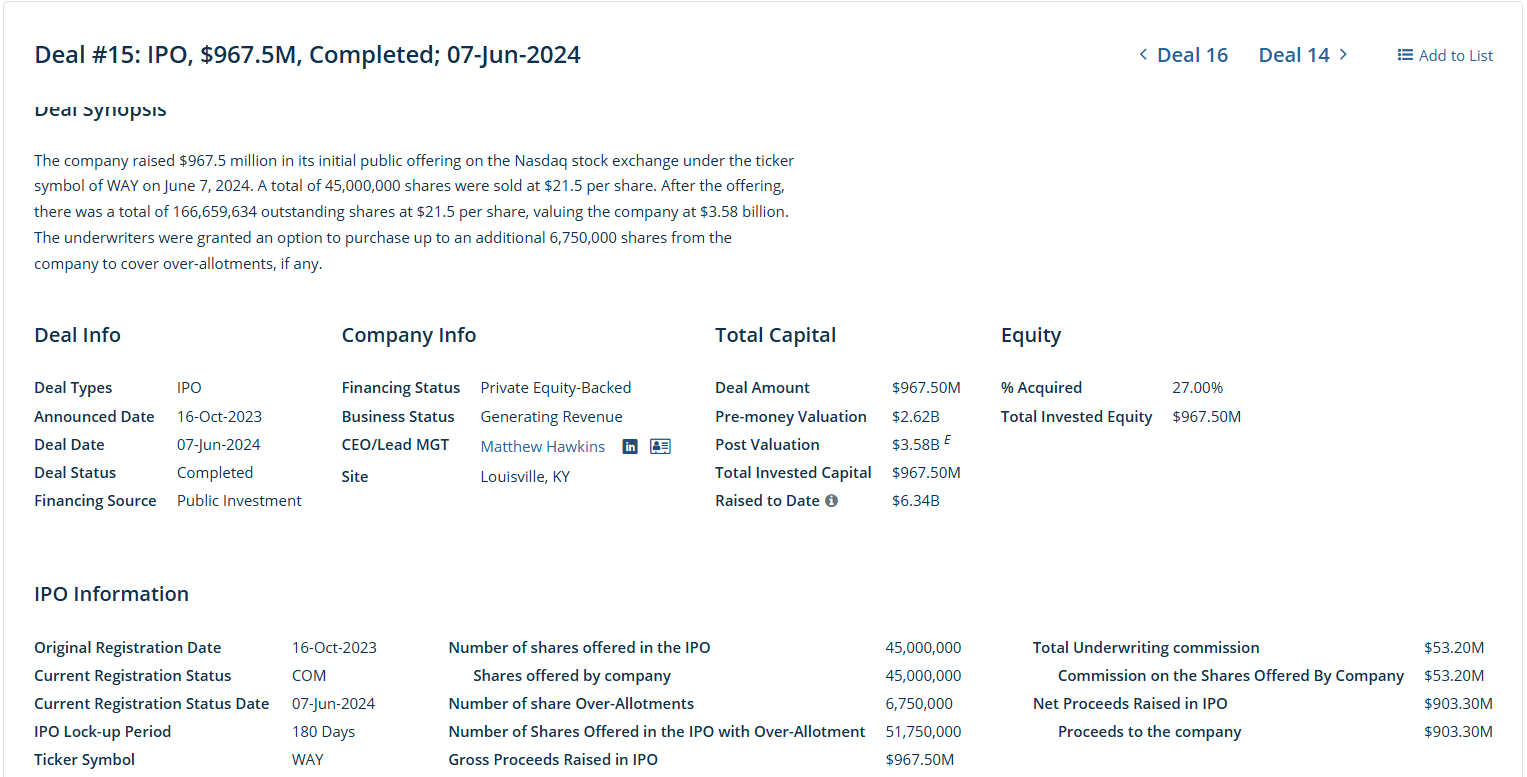 Deal #15: IPO, $967.5M, Completed; 07-Jun-2024
Deal 16 Deal 14 Add to List
Deal Synopsis
The company raised $967.5 million in its initial public offering on the Nasdaq stock exchange under the ticker
symbol of WAY on June 7, 2024. A total of 45,000,000 shares were sold at $21.5 per share. After the offering,
there was a total of 166,659,634 outstanding shares at $21.5 per share, valuing the company at $3.58 billion.
The underwriters were granted an option to purchase up to an additional 6,750,000 shares from the
company to cover over-allotments, if any.
Deal Info
Deal Types IPO
Announced Date 16-Oct-2023
Deal Date 07-Jun-2024
Deal Status Completed
Financing Source Public Investment
Company Info
Financing Status Private Equity-Backed
Business Status Generating Revenue
CEO/Lead MGT Matthew Hawkins in
Site Louisville, KY
Total Capital
Deal Amount $967.50M
Pre-money Valuation $2.62B
Post Valuation $3.58B E
Total Invested Capital $967.50M
Raised to Date $6.34B
Equity
% Acquired 27.00%
Total Invested Equity $967.50M
IPO Information
Original Registration Date 16-Oct-2023
Current Registration Status COM
Current Registration Status Date 07-Jun-2024
IPO Lock-up Period 180 Days
Ticker Symbol WAY
Number of shares offered in the IPO 45,000,000
Shares offered by company 45,000,000
Number of share Over-Allotments 6,750,000
Number of Shares Offered in the IPO with Over-Allotment 51,750,000
Gross Proceeds Raised in IPO $967.50M
Total Underwriting commission $53.20M
Commission on the Shares Offered By Company $53.20M
Net Proceeds Raised in IPO $903.30M
Proceeds to the company $903.30M